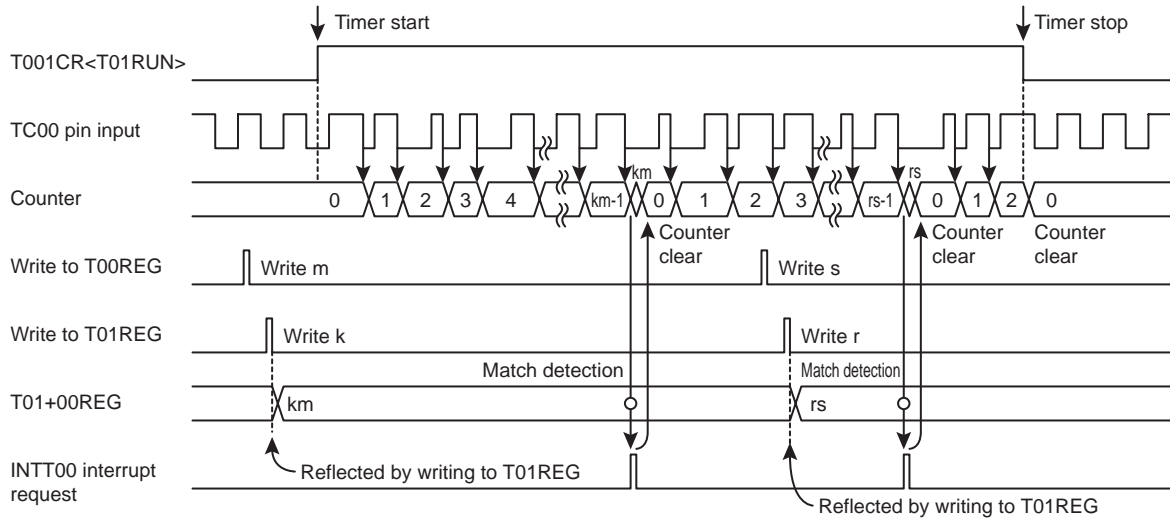 Timer start
Timer stop
T001CR<T01RUN>
TC00 pin input
km
rs
Counter
0 1 2 3 4 km-1 0 1 2 3 rs-1 0 1 2 0
Counter
clear
Counter
clear
Counter
clear
Write to T00REG
Write m
Write s
Write to T01REG
Write k
Write r
Match detection
Match detection
T01+00REG
km
rs
Reflected by writing to T01REG
INTT00 interrupt
request
Reflected by writing to T01REG